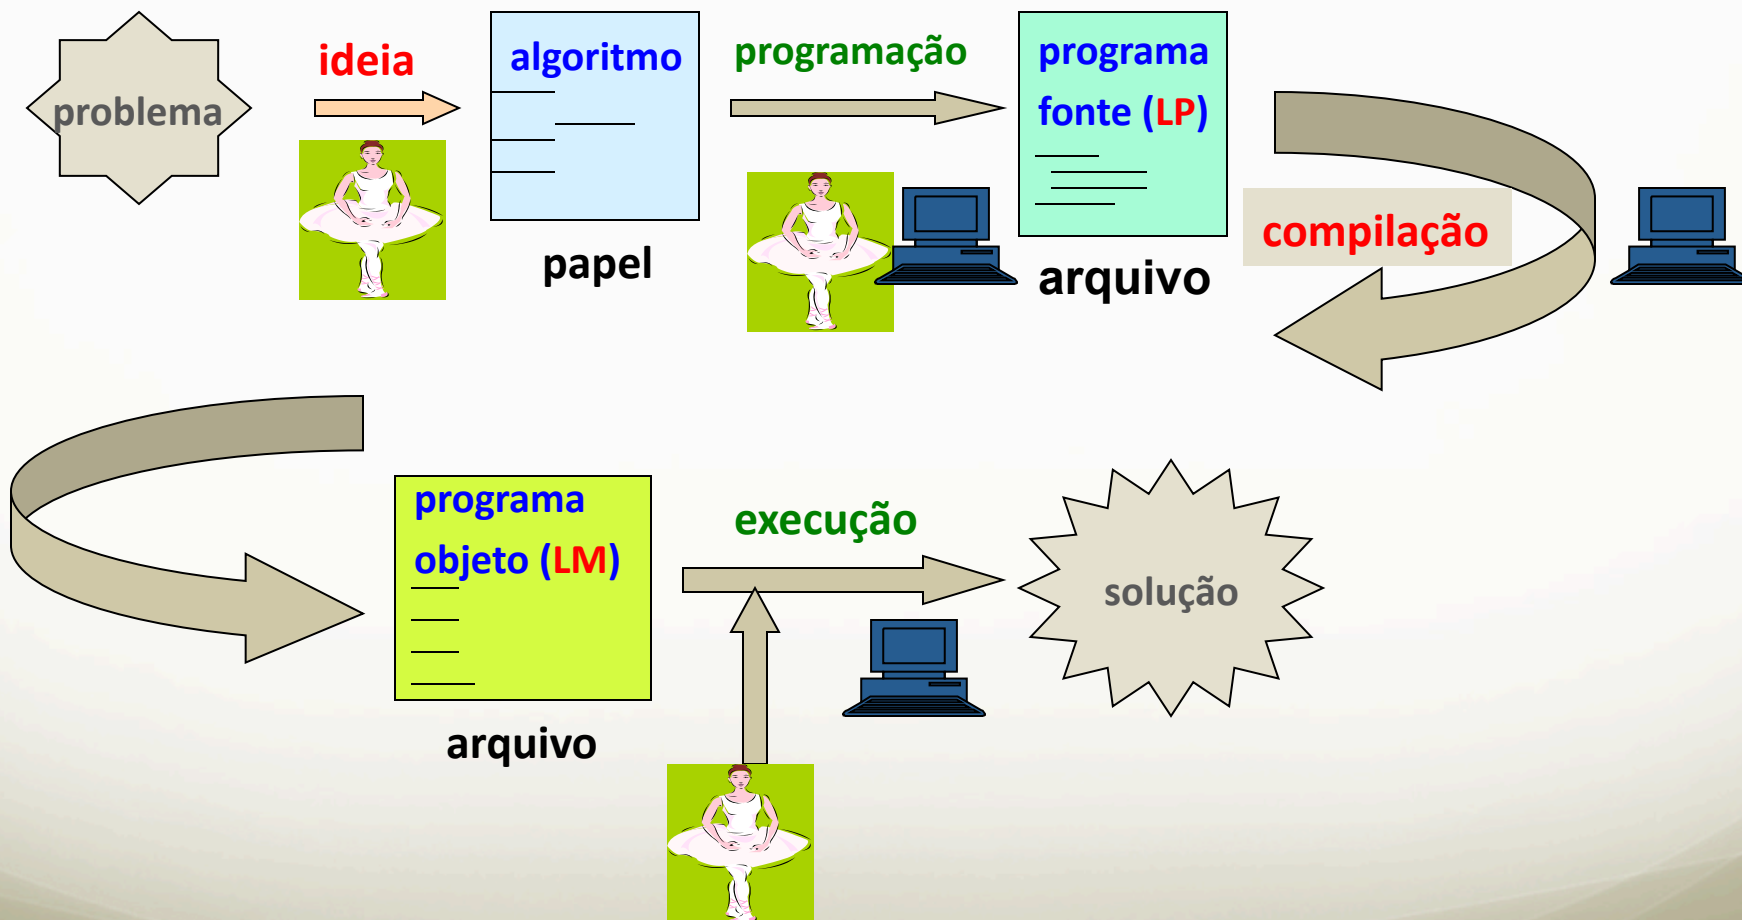 problema
ideia
algoritmo
papel
programação
programa
fonte (LP)
arquivo
compilação
programa
objeto (LM)
arquivo
execução
solução